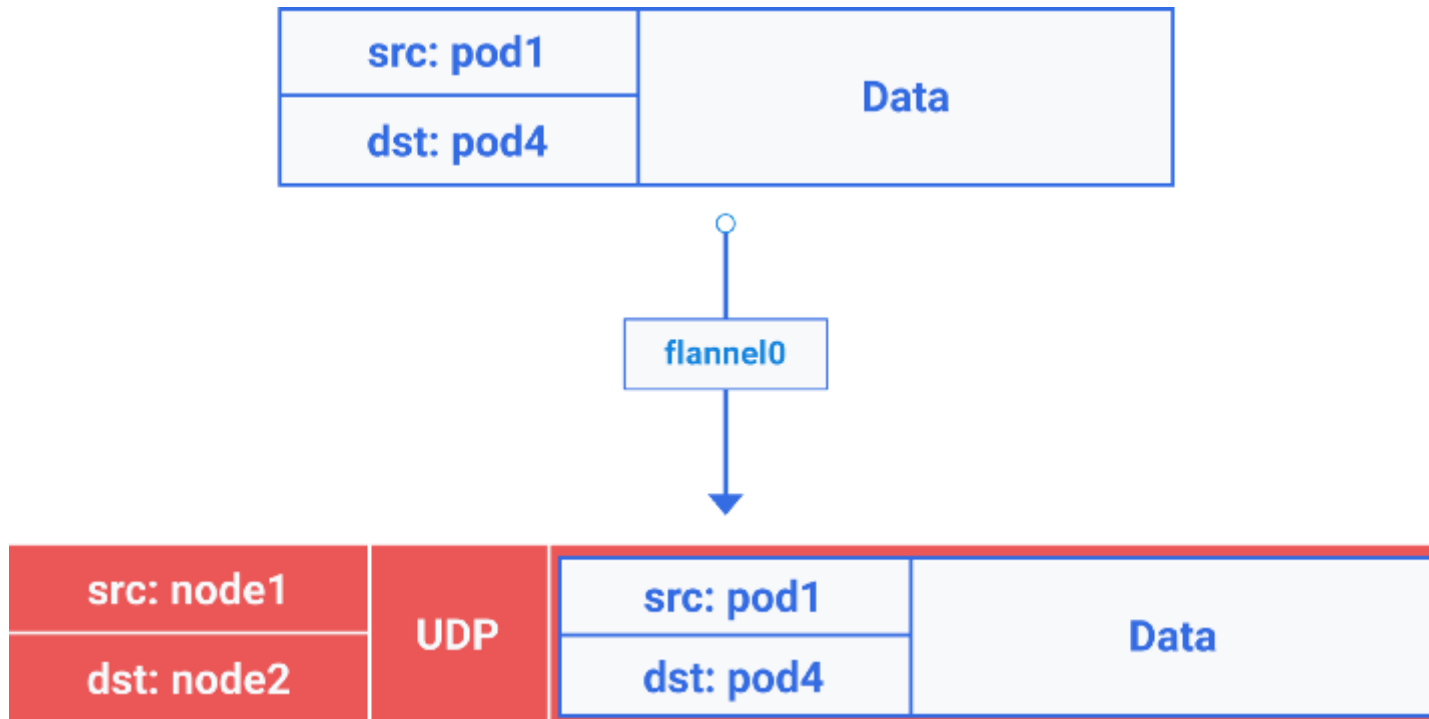 src: pod1
dst: pod4
Data
flannel0
src: node1
dst: node2
UDP
src: pod1
dst: pod4
Data